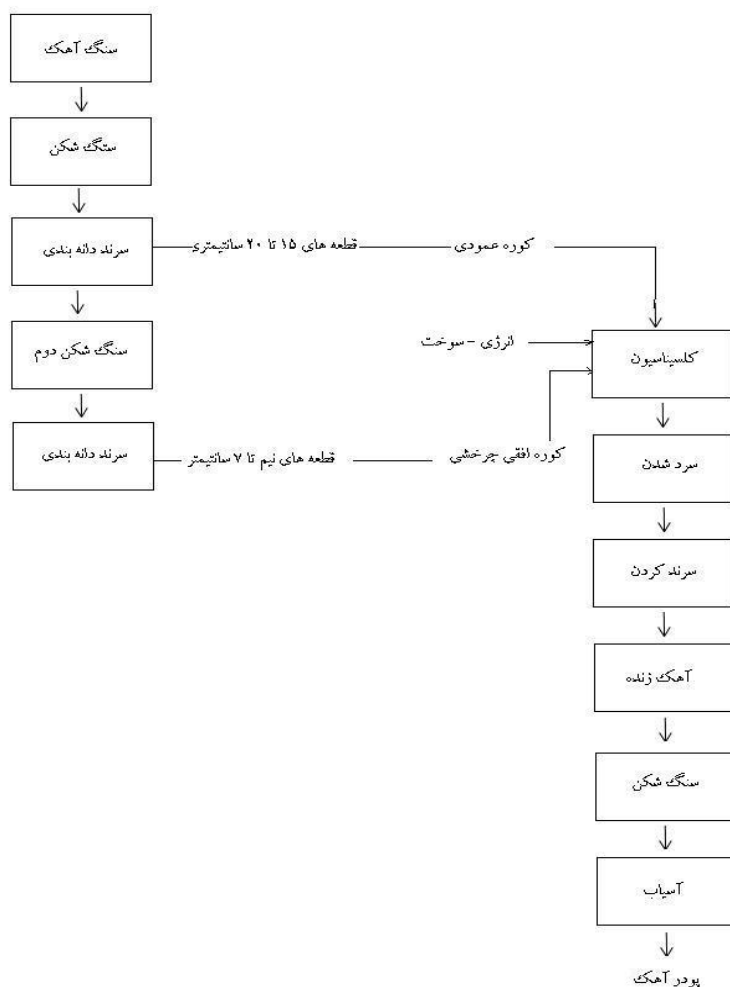 سنگ آهک
سنگ شکن
سرند دانه بندی
قطعه های ۱۵ تا ۲۰ سانتیمتری
کوره عمودی
سنگ شکن دوم
انرژی - سوخت
کلسیناسیون
سرند دانه بندی
قطعه های نیم تا ۷ سانتیمتر
کوره افقی چرخشی
سرد شدن
سرند کردن
آهک زنده
سنگ شکن
آسیاب
پودر آهک